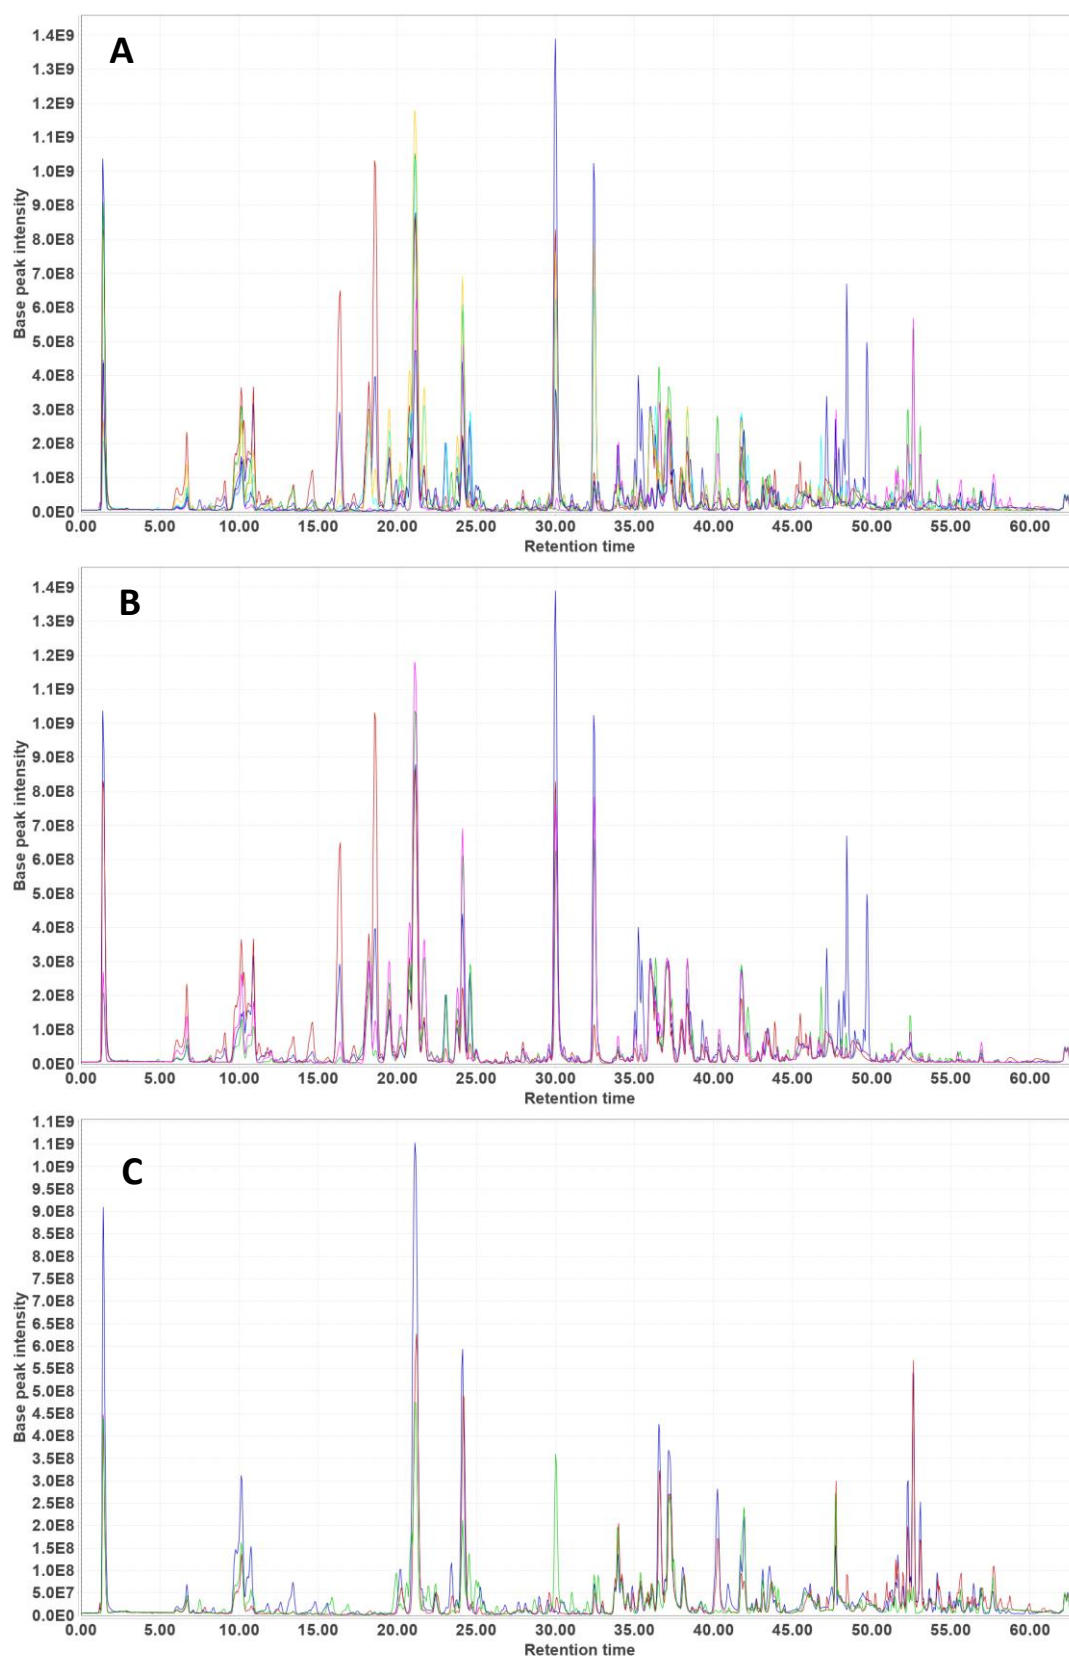 A
1.4E9
1.3E9
1.2E9
1.1E9
1.0E9
9.0E8
8.0E8
7.0E8
6.0E8
5.0E8
4.0E8
3.0E8
2.0E8
1.0E8
0.0E0
Base peak intensity
0.00 5.00 10.00 15.00 20.00 25.00 30.00 35.00 40.00 45.00 50.00 55.00 60.00
Retention time
B
1.4E9
1.3E9
1.2E9
1.1E9
1.0E9
9.0E8
8.0E8
7.0E8
6.0E8
5.0E8
4.0E8
3.0E8
2.0E8
1.0E8
0.0E0
Base peak intensity
0.00 5.00 10.00 15.00 20.00 25.00 30.00 35.00 40.00 45.00 50.00 55.00 60.00
Retention time
C
1.1E9
1.1E9
1.0E9
9.5E8
9.0E8
8.5E8
8.0E8
7.5E8
7.0E8
6.5E8
6.0E8
5.5E8
5.0E8
4.5E8
4.0E8
3.5E8
3.0E8
2.5E8
2.0E8
1.5E8
1.0E8
5.0E7
0.0E0
Base peak intensity
0.00 5.00 10.00 15.00 20.00 25.00 30.00 35.00 40.00 45.00 50.00 55.00 60.00
Retention time